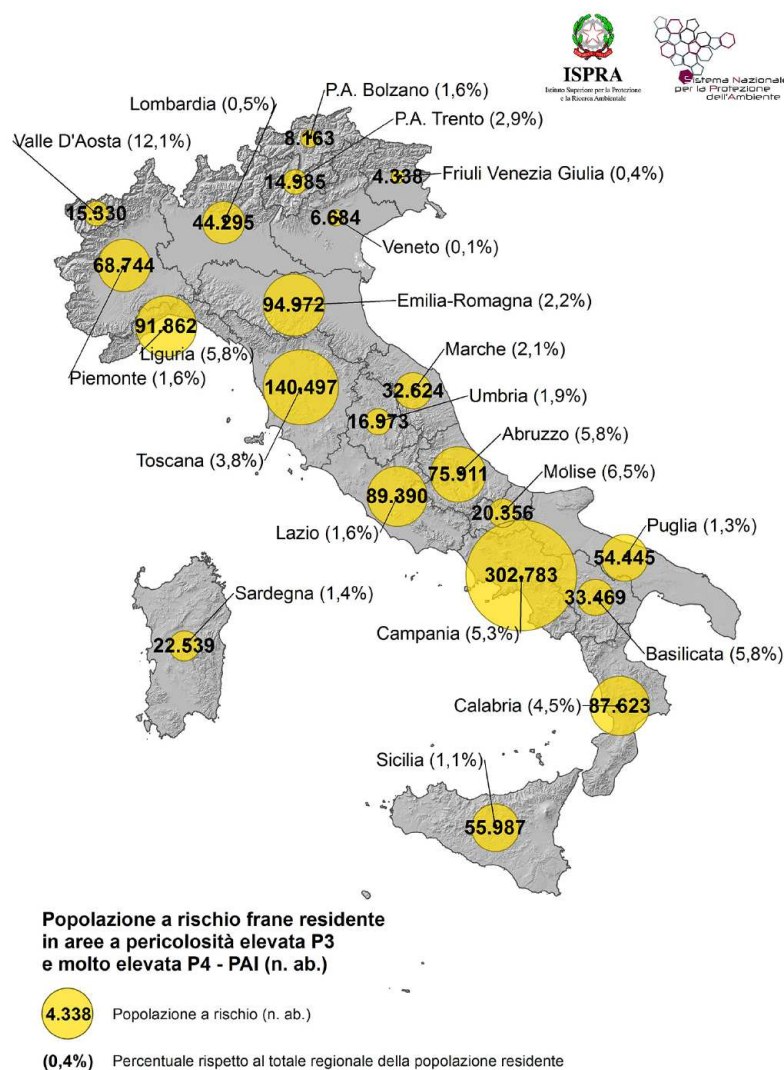 ISPRA
Istituto Superiore per la Protezione
e la Ricerca Ambientale
Sistema Nazionale
per la Protezione
dell'Ambiente
P.A. Bolzano (1,6%)
8.163
Lombardia (0,5%)
44.295
P.A. Trento (2,9%)
14.985
Valle D'Aosta (12,1%)
15.330
Friuli Venezia Giulia (0,4%)
4.338
6.684
Veneto (0,1%)
68.744
Piemonte (1,6%)
94.972
Emilia-Romagna (2,2%)
91.862
Liguria (5,8%)
Marche (2,1%)
32.624
140.497
Toscana (3,8%)
Umbria (1,9%)
16.973
Abruzzo (5,8%)
75.911
Molise (6,5%)
20.356
89.390
Lazio (1,6%)
Puglia (1,3%)
54.445
302.783
Campania (5,3%)
33.469
Basilicata (5,8%)
Sardegna (1,4%)
22.539
Calabria (4,5%)
87.623
Sicilia (1,1%)
55.987
Popolazione a rischio frane residente
in aree a pericolosità elevata P3
e molto elevata P4 - PAI (n. ab.)
4.338 Popolazione a rischio (n. ab.)
(0,4%) Percentuale rispetto al totale regionale della popolazione residente